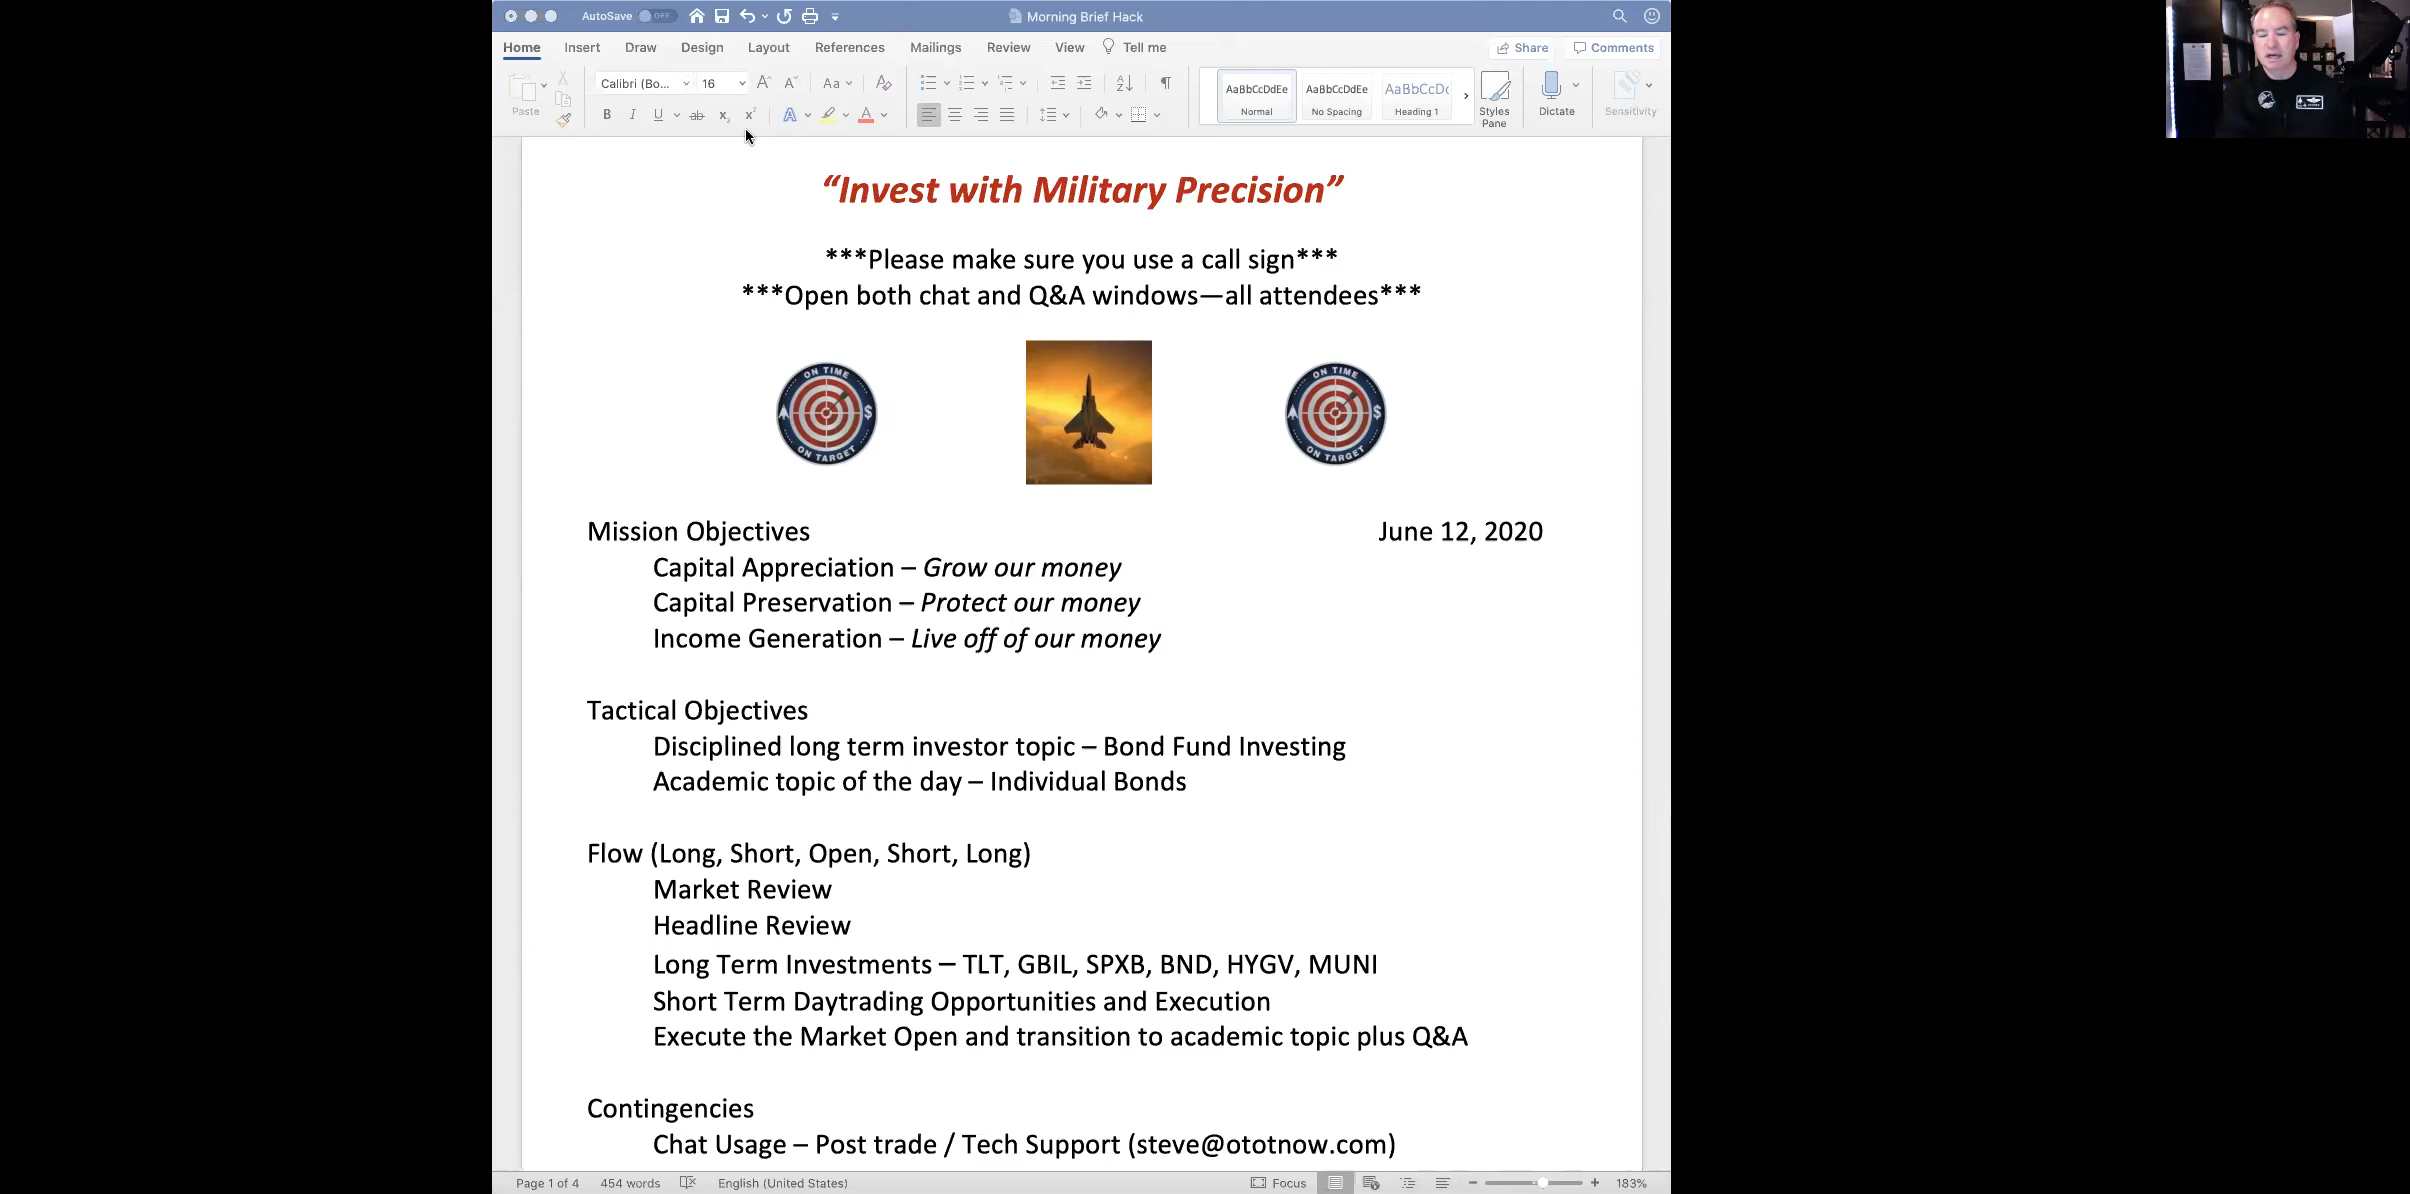 AutoSave OFF
Morning Brief Hack
Home Insert Draw Design Layout References Mailings Review View Tell me
Share Comments
Paste
Calibri (Bo... 16
AaBbCcDdEe AaBbCcDdEe AaBbCcDc
Normal No Spacing Heading 1
Styles Pane
Dictate
Sensitivity
“Invest with Military Precision”
***Please make sure you use a call sign***
***Open both chat and Q&A windows—all attendees***
ON TIME
ON TARGET
ON TIME
ON TARGET
Mission Objectives June 12, 2020
Capital Appreciation – Grow our money
Capital Preservation – Protect our money
Income Generation – Live off of our money
Tactical Objectives
Disciplined long term investor topic – Bond Fund Investing
Academic topic of the day – Individual Bonds
Flow (Long, Short, Open, Short, Long)
Market Review
Headline Review
Long Term Investments – TLT, GBIL, SPXB, BND, HYGV, MUNI
Short Term Daytrading Opportunities and Execution
Execute the Market Open and transition to academic topic plus Q&A
Contingencies
Chat Usage – Post trade / Tech Support (steve@ototnow.com)
Page 1 of 4 454 words English (United States) Focus 183%